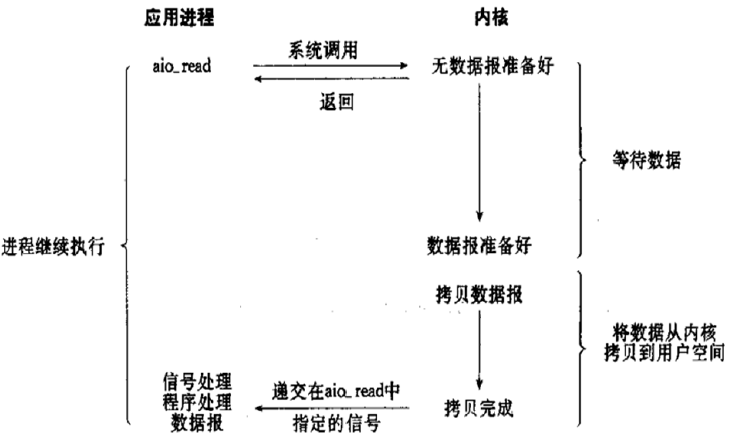 应用进程
内核
aio_read
系统调用
返回
无数据报准备好
等待数据
进程继续执行
数据报准备好
拷贝数据报
将数据从内核
拷贝到用户空间
信号处理
程序处理
数据报
递交在aio_read中
指定的信号
拷贝完成